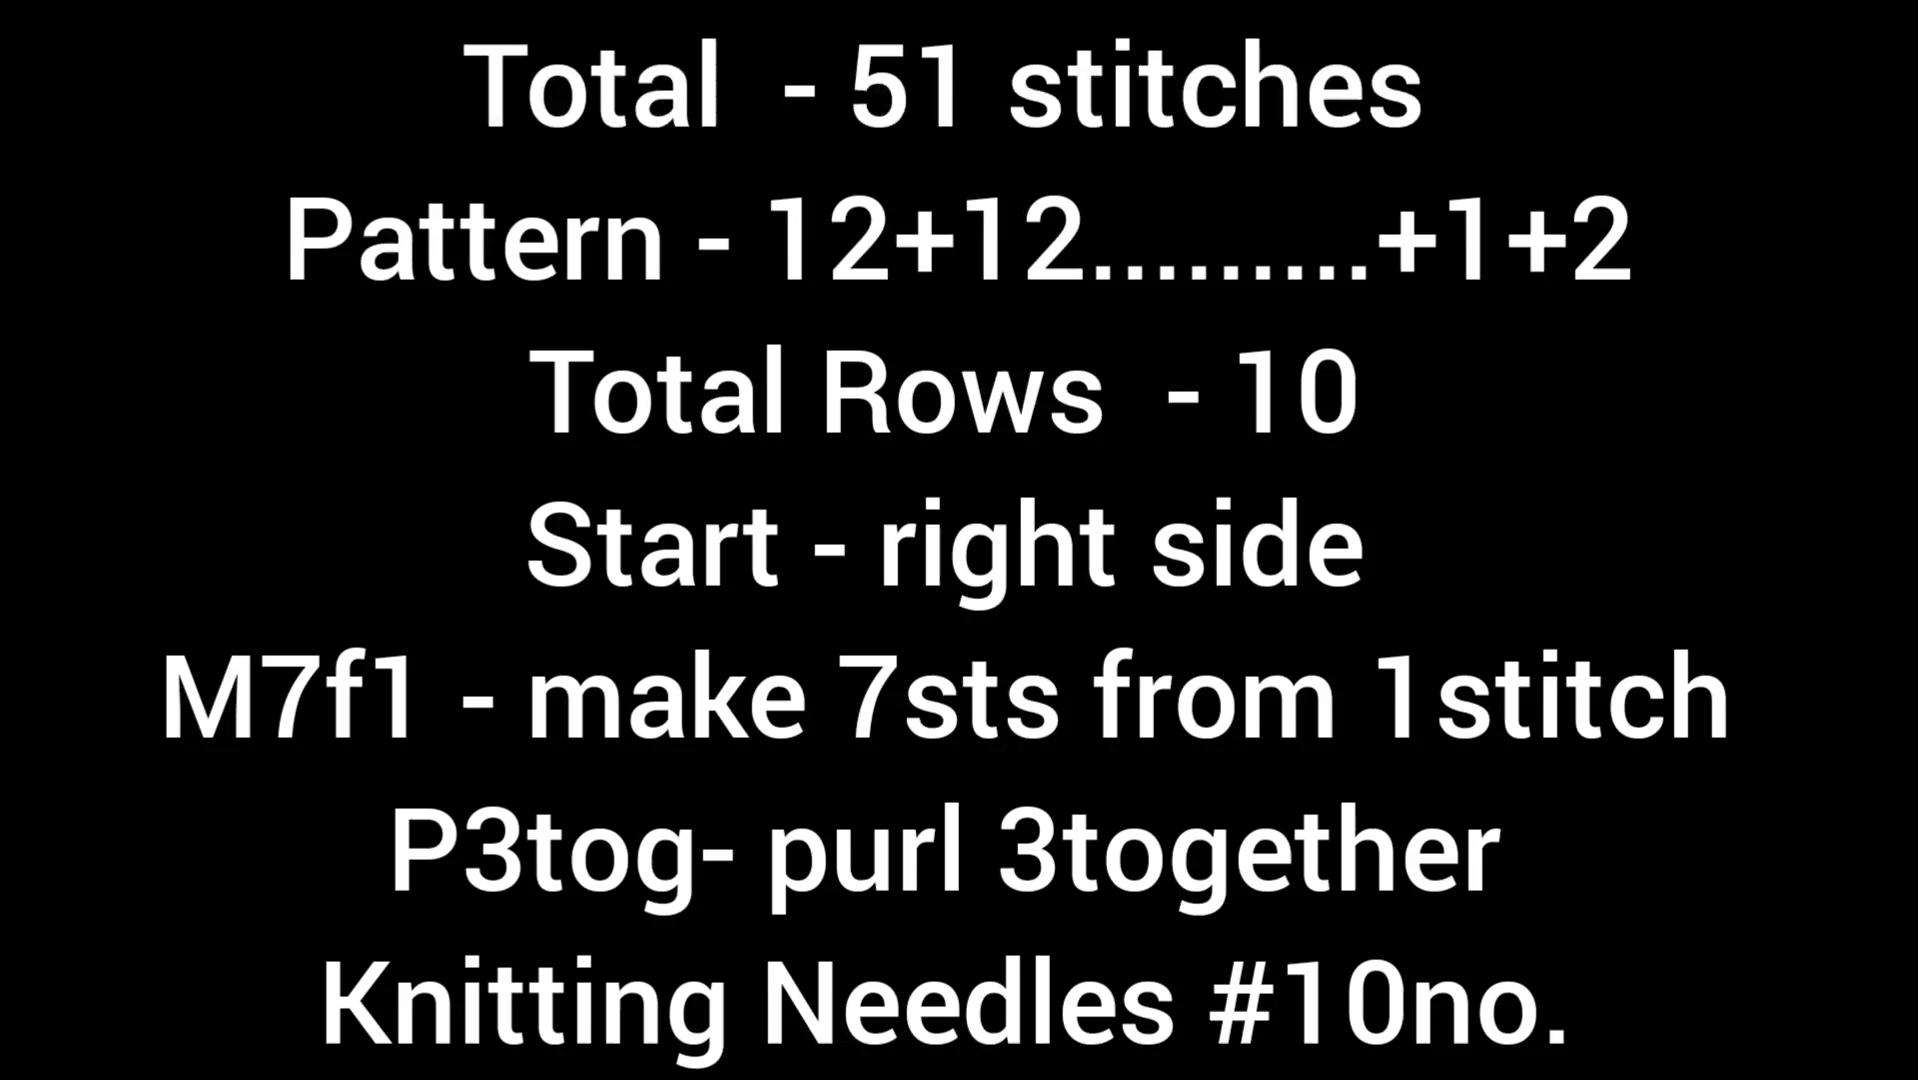 Total - 51 stitches
Pattern - 12+12.........+1+2
Total Rows - 10
Start - right side
M7f1 - make 7sts from 1stitch
P3tog- purl 3together
Knitting Needles #10no.